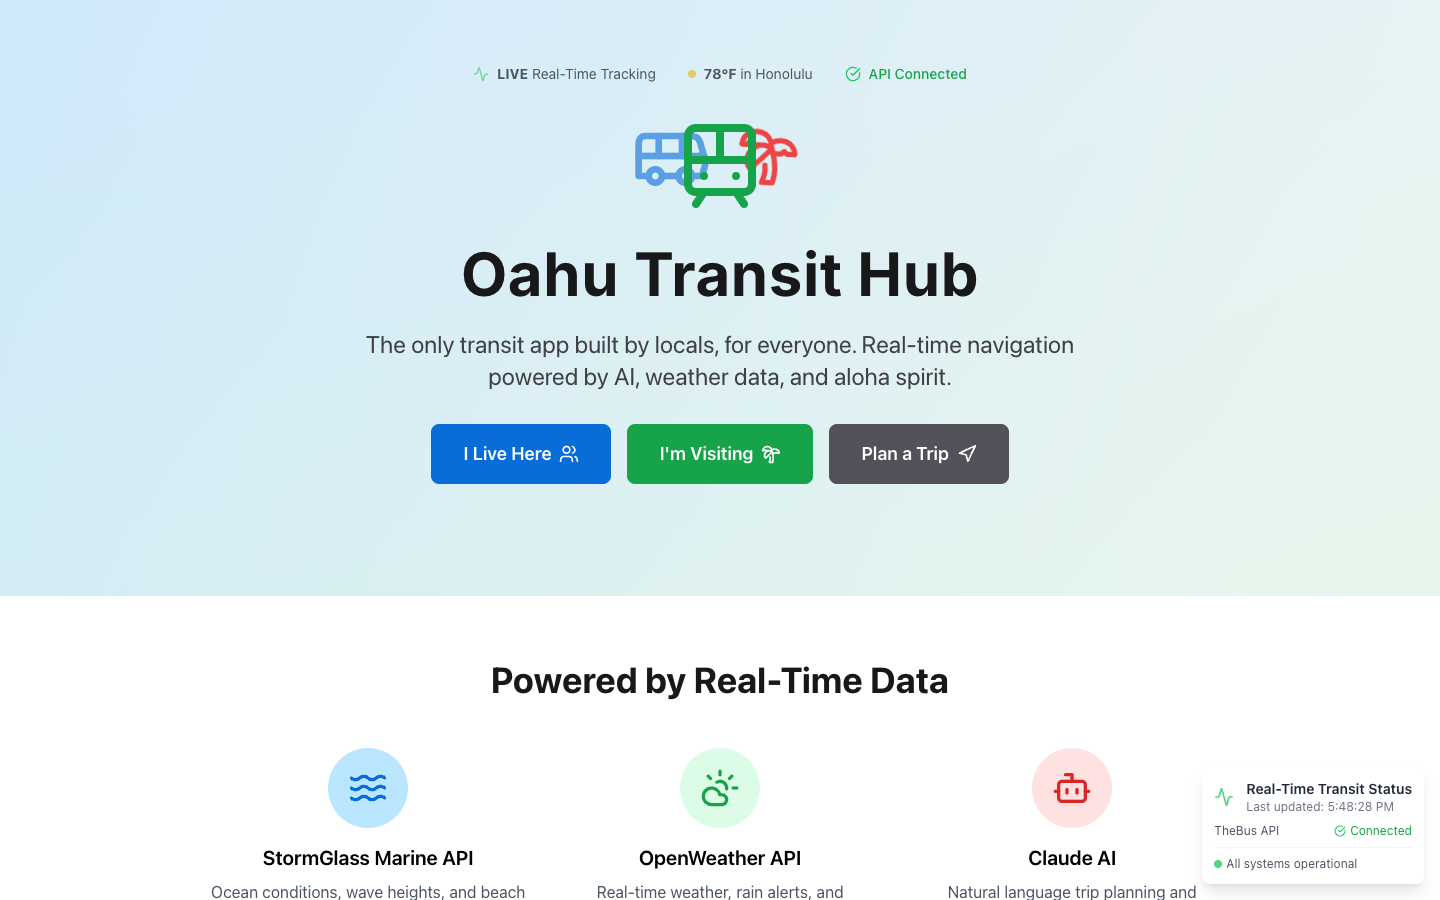 LIVE Real-Time Tracking
78°F in Honolulu
API Connected
Oahu Transit Hub
The only transit app built by locals, for everyone. Real-time navigation
powered by AI, weather data, and aloha spirit.
I Live Here
I'm Visiting
Plan a Trip
Powered by Real-Time Data
StormGlass Marine API
Ocean conditions, wave heights, and beach
OpenWeather API
Real-time weather, rain alerts, and
Claude AI
Natural language trip planning and
Real-Time Transit Status
Last updated: 5:48:28 PM
TheBus API
Connected
All systems operational